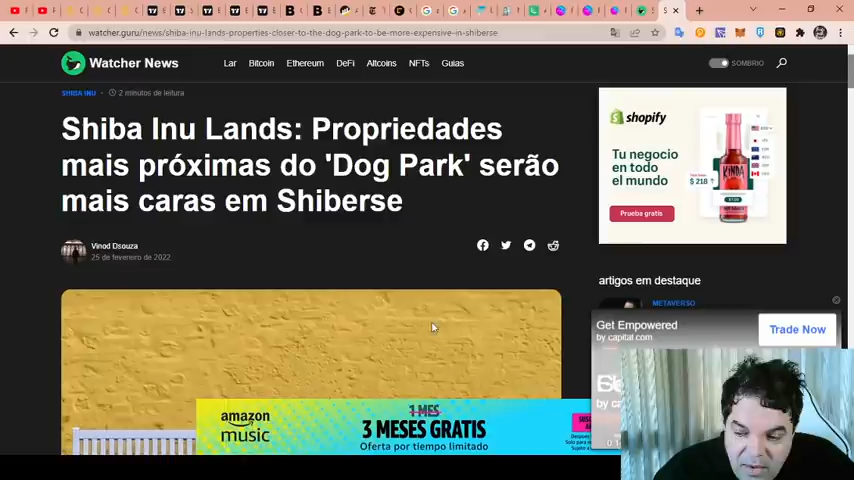 watcher.guru/news/shiba-inu-lands-properties-closer-to-the-dog-park-to-be-more-expensive-in-shiberse
Watcher News
Lar Bitcoin Ethereum DeFi Altcoins NFTs Guias
SOMBRIO
SHIBA INU 2 minutos de leitura
Shiba Inu Lands: Propriedades
mais próximas do 'Dog Park' serão
mais caras em Shiberse
Vinod Dsouza
25 de fevereiro de 2022
shopify
Tu negocio
en todo
el mundo
$ 218
KINDA
Prueba gratis
artigos em destaque
METAVERSO
Get Empowered
by capital.com
Trade Now
amazon
music
1 MES
3 MESES GRATIS
Oferta por tiempo limitado